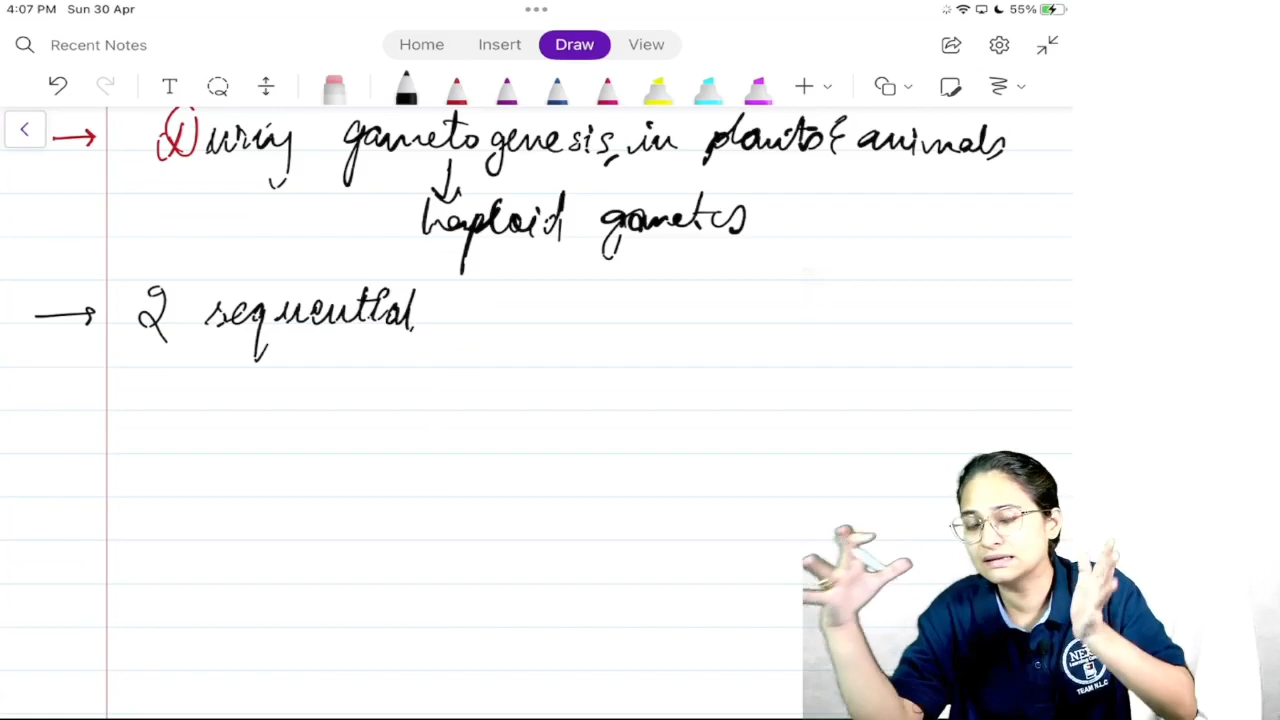 4:07 PM Sun 30 Apr
55%
Recent Notes
Home Insert Draw View
→ During gametogenesis, in plants & animals
haploid gametes
→ 2 sequential
TEAM N.L.C